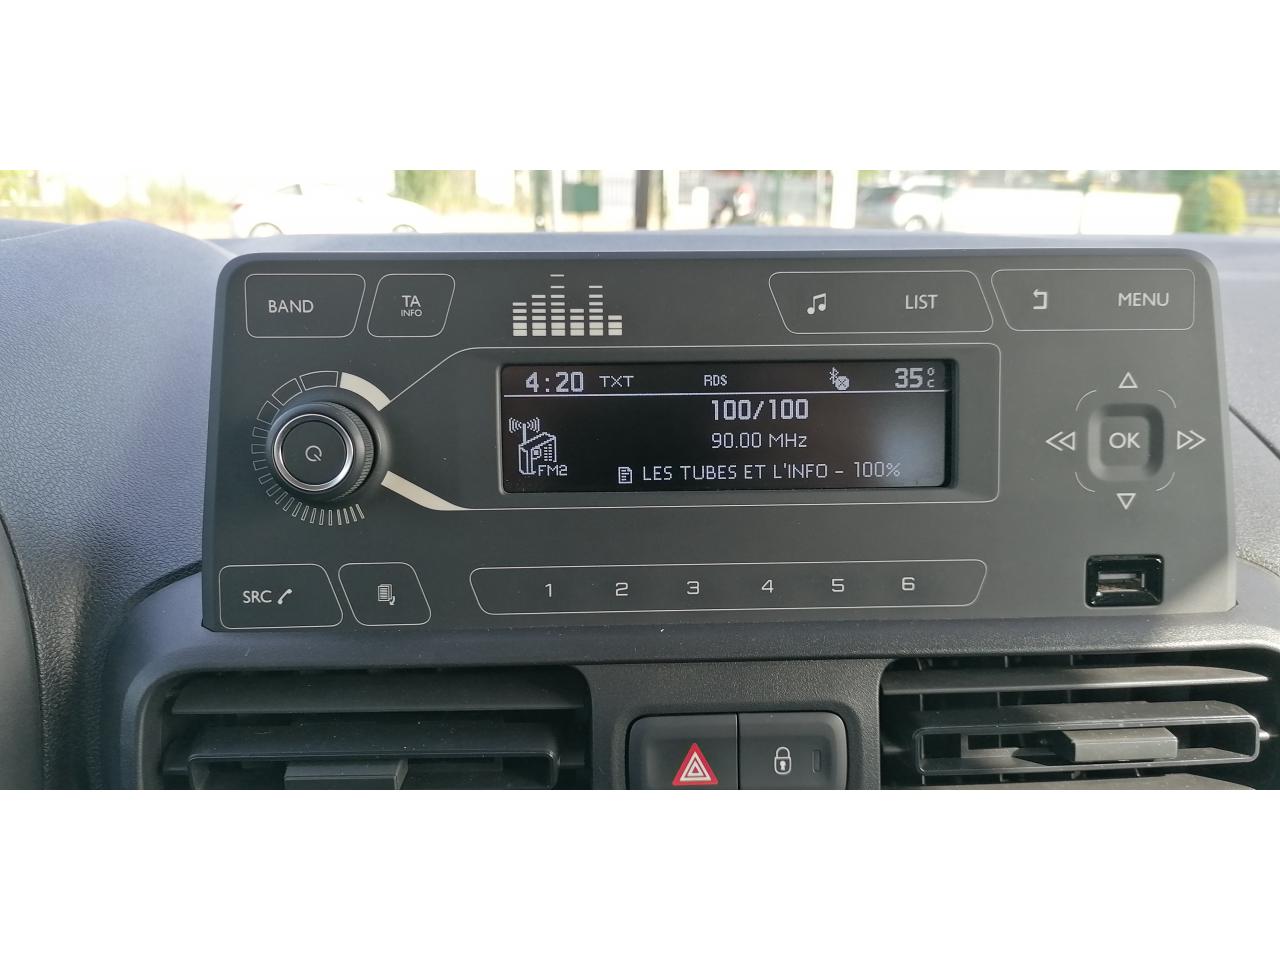 BAND
TA
INFO
LIST
MENU
4:20 TXT RDS 35°C
100/100
90.00 MHz
FM2
LES TUBES ET L'INFO - 100%
OK
SRC
1 2 3 4 5 6